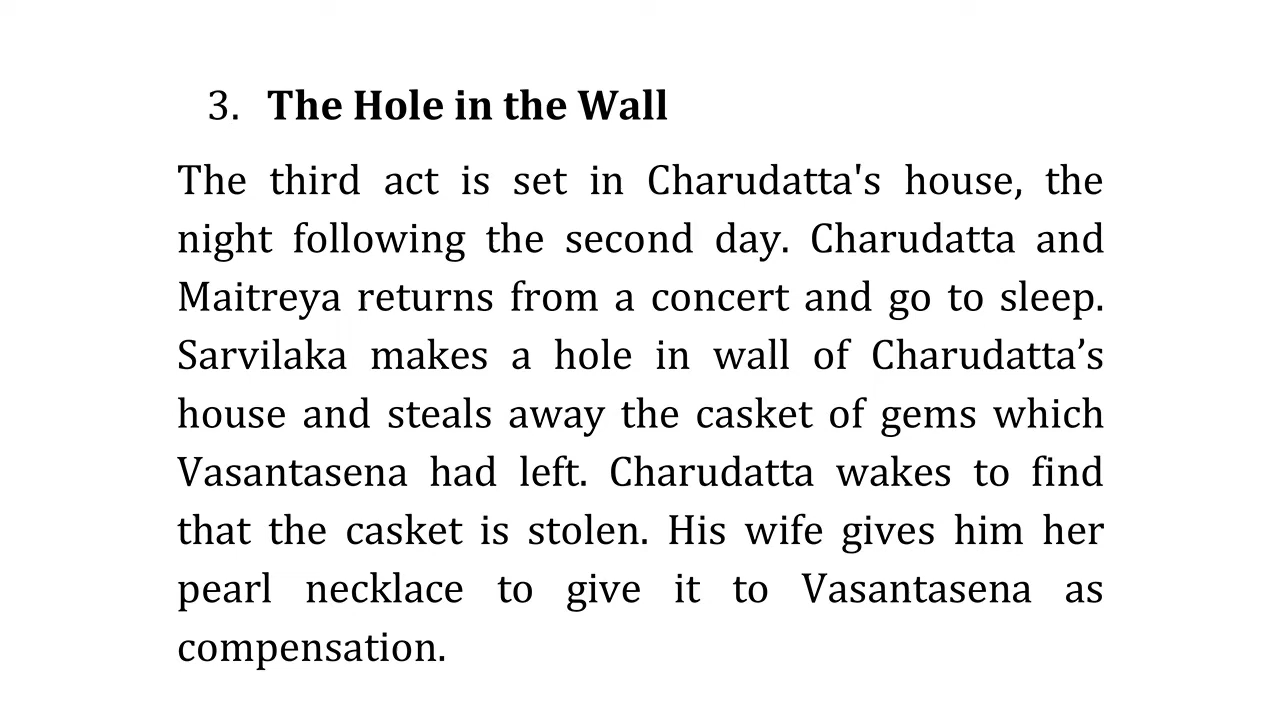 3. The Hole in the Wall
The third act is set in Charudatta's house, the
night following the second day. Charudatta and
Maitreya returns from a concert and go to sleep.
Sarvilaka makes a hole in wall of Charudatta’s
house and steals away the casket of gems which
Vasantasena had left. Charudatta wakes to find
that the casket is stolen. His wife gives him her
pearl necklace to give it to Vasantasena as
compensation.